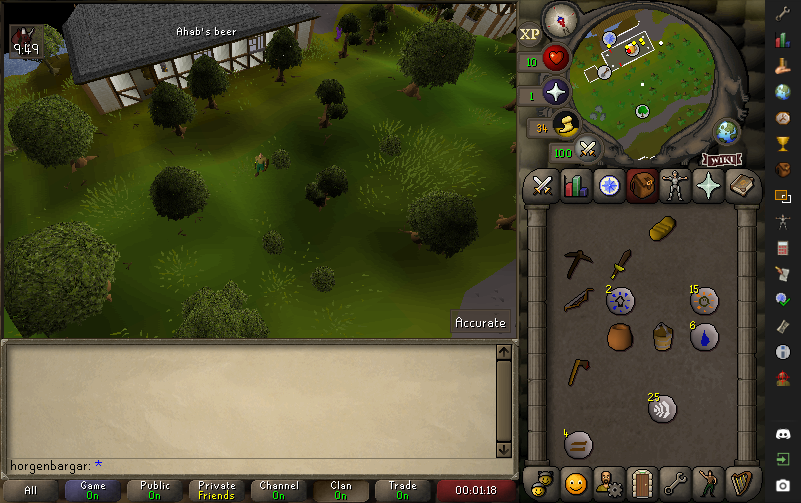 Ahab's beer
9:49
XP
10
1
34
100
WIKI
2
15
6
25
4
Accurate
horgenbargar: *
All
Game
On
Public
On
Private
Friends
Channel
On
Clan
On
Trade
On
00:01:18